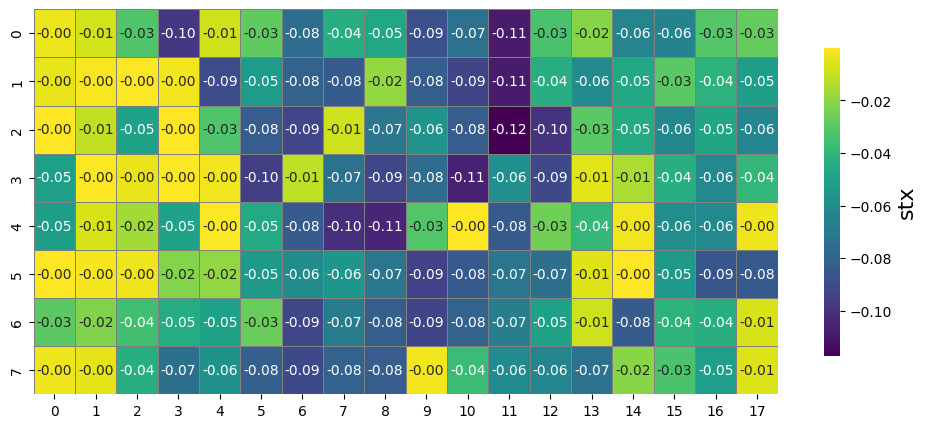 0 -0.00 -0.01 -0.03 -0.10 -0.01 -0.03 -0.08 -0.04 -0.05 -0.09 -0.07 -0.11 -0.03 -0.02 -0.06 -0.06 -0.03 -0.03
1 -0.00 -0.00 -0.00 -0.00 -0.09 -0.05 -0.08 -0.08 -0.02 -0.08 -0.09 -0.11 -0.04 -0.06 -0.05 -0.03 -0.04 -0.05
2 -0.00 -0.01 -0.05 -0.00 -0.03 -0.08 -0.09 -0.01 -0.07 -0.06 -0.08 -0.12 -0.10 -0.03 -0.05 -0.06 -0.05 -0.06
3 -0.05 -0.00 -0.00 -0.00 -0.00 -0.10 -0.01 -0.07 -0.09 -0.08 -0.11 -0.06 -0.09 -0.01 -0.01 -0.04 -0.06 -0.04
4 -0.05 -0.01 -0.02 -0.05 -0.00 -0.05 -0.08 -0.10 -0.11 -0.03 -0.00 -0.08 -0.03 -0.04 -0.00 -0.06 -0.06 -0.00
5 -0.00 -0.00 -0.00 -0.02 -0.02 -0.05 -0.06 -0.06 -0.07 -0.09 -0.08 -0.07 -0.07 -0.01 -0.00 -0.05 -0.09 -0.08
6 -0.03 -0.02 -0.04 -0.05 -0.05 -0.03 -0.09 -0.07 -0.08 -0.09 -0.08 -0.07 -0.05 -0.01 -0.08 -0.04 -0.04 -0.01
7 -0.00 -0.00 -0.04 -0.07 -0.06 -0.08 -0.09 -0.08 -0.08 -0.00 -0.04 -0.06 -0.06 -0.07 -0.02 -0.03 -0.05 -0.01
0 1 2 3 4 5 6 7 8 9 10 11 12 13 14 15 16 17
−0.02
−0.04
−0.06
−0.08
−0.10
stx